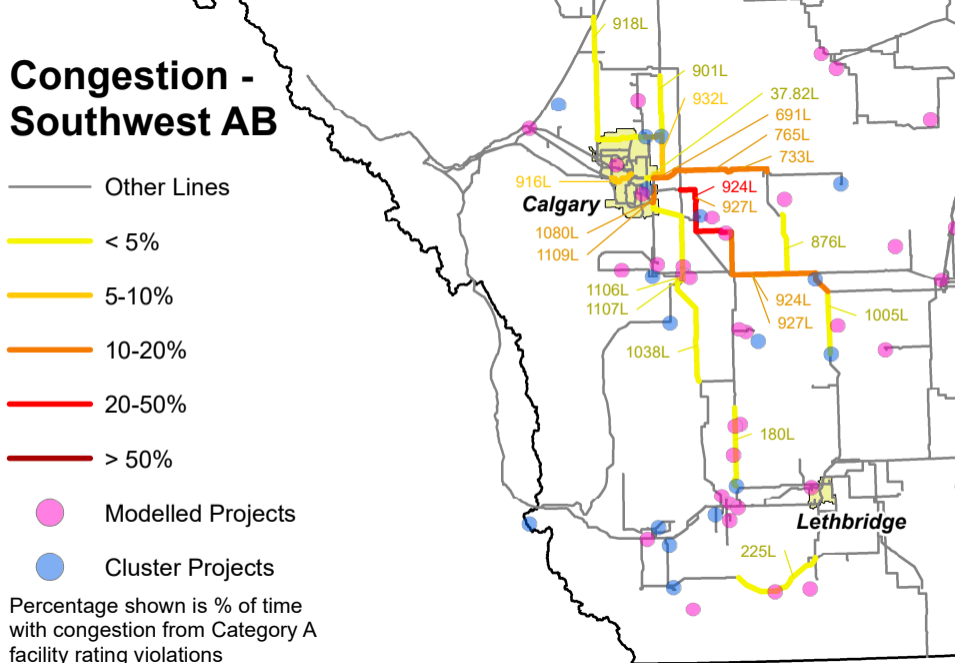 Congestion -
Southwest AB
Other Lines
< 5%
5-10%
10-20%
20-50%
> 50%
Modelled Projects
Cluster Projects
Percentage shown is % of time
with congestion from Category A
facility rating violations
918L
901L
932L
37.82L
691L
765L
733L
916L
924L
927L
Calgary
1080L
1109L
876L
1106L
1107L
924L
927L
1005L
1038L
180L
Lethbridge
225L